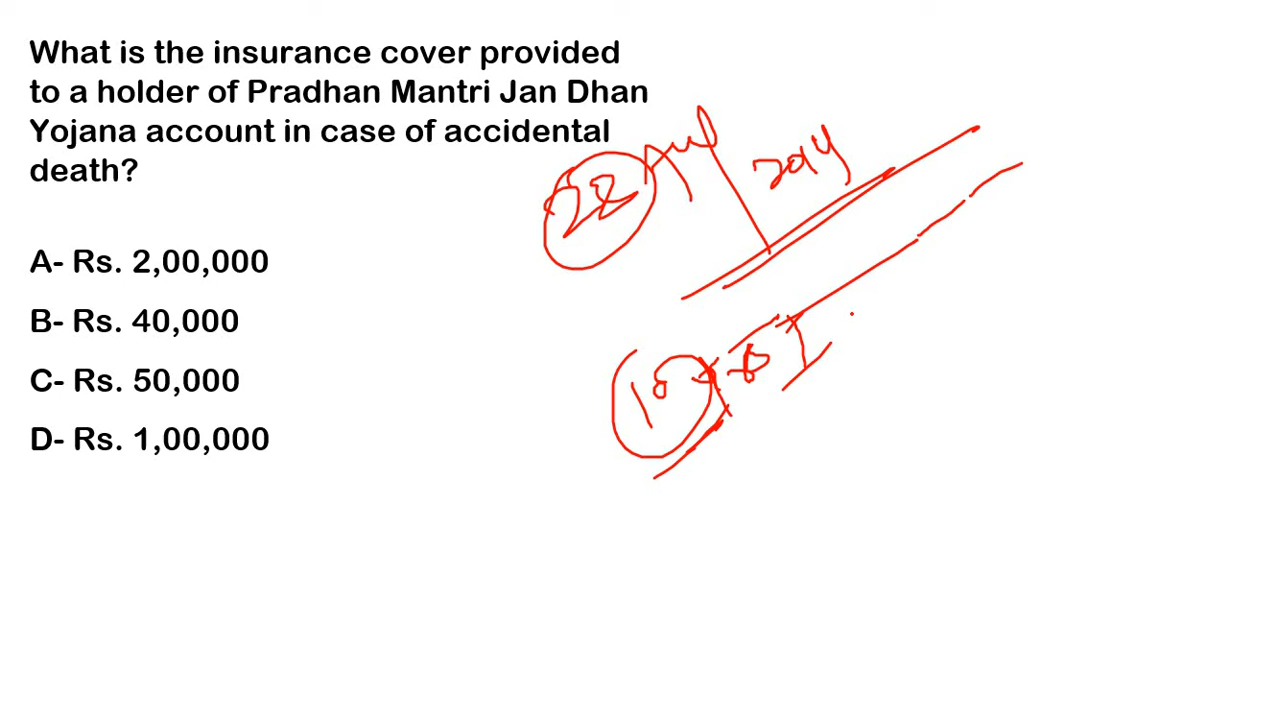 What is the insurance cover provided
to a holder of Pradhan Mantri Jan Dhan
Yojana account in case of accidental
death?
22
2014
A- Rs. 2,00,000
B- Rs. 40,000
C- Rs. 50,000
D- Rs. 1,00,000